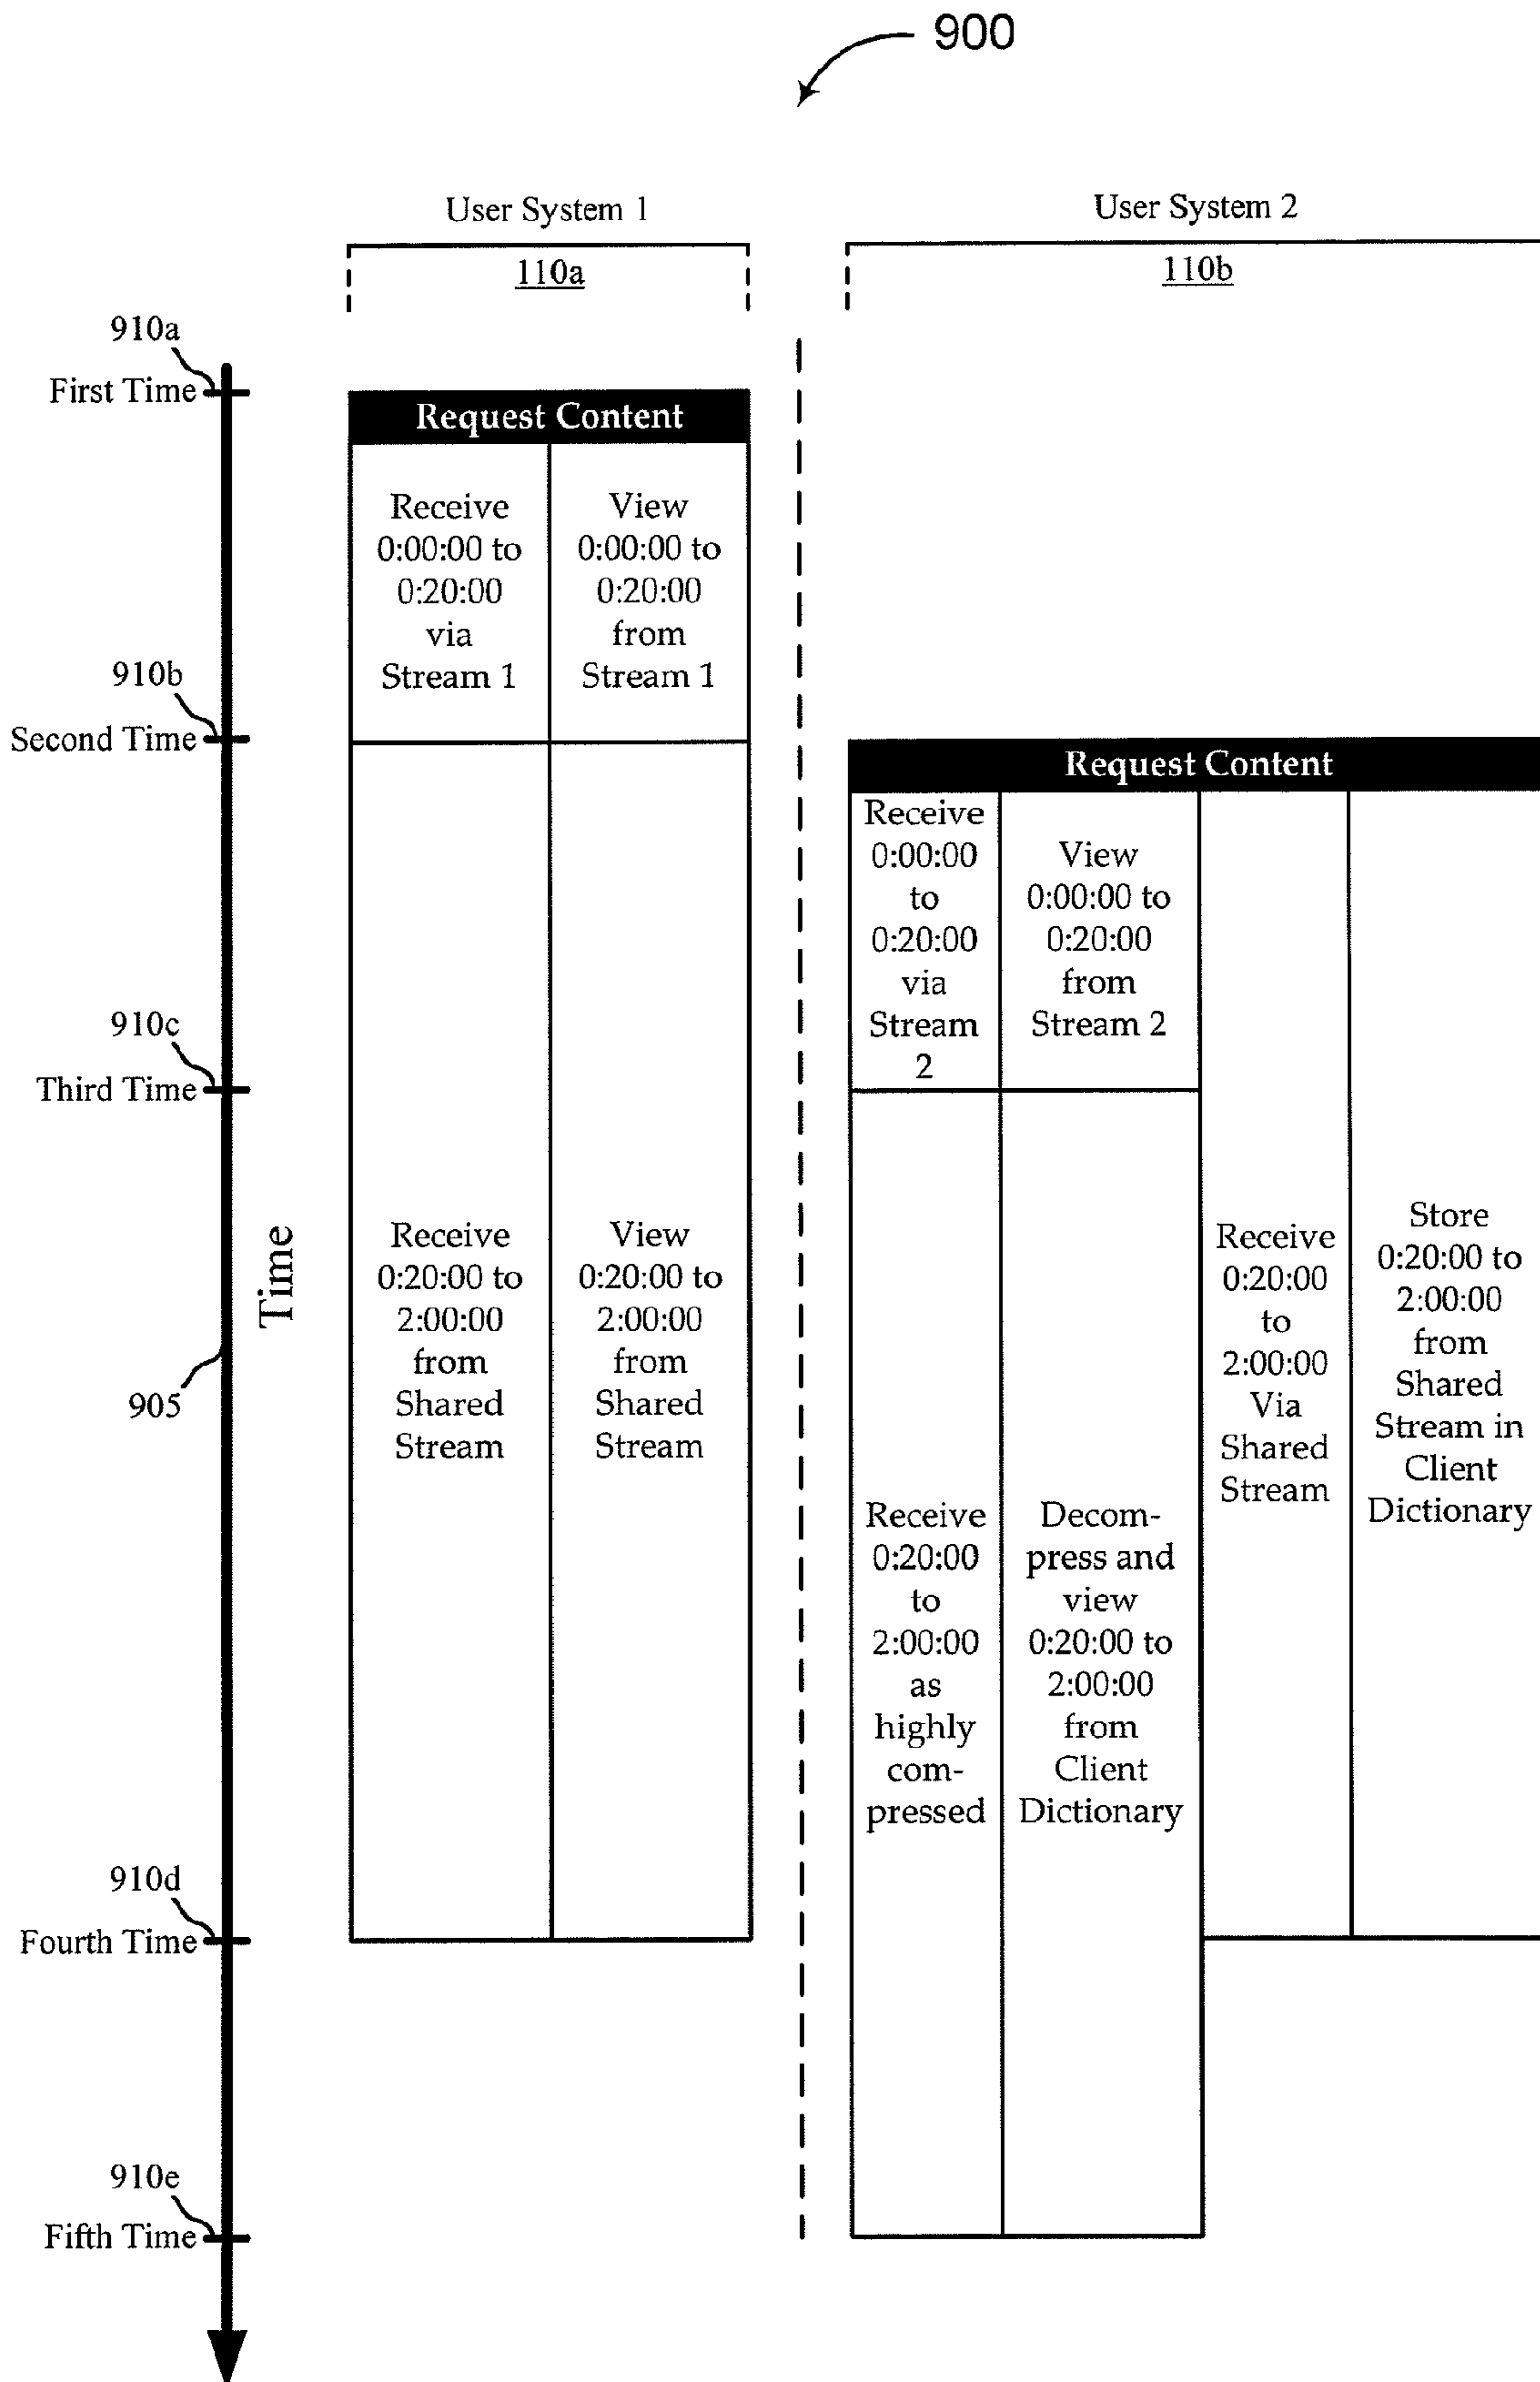 900
User System 1
110a
User System 2
110b
910a
First Time
Request Content
Receive
0:00:00 to
0:20:00
via
Stream 1
View
0:00:00 to
0:20:00
from
Stream 1
910b
Second Time
Request Content
Receive
0:00:00
to
0:20:00
via
Stream
2
View
0:00:00 to
0:20:00
from
Stream 2
910c
Third Time
Time
905
Receive
0:20:00 to
2:00:00
from
Shared
Stream
View
0:20:00 to
2:00:00
from
Shared
Stream
Receive
0:20:00
to
2:00:00
as
highly
com-
pressed
Decom-
press and
view
0:20:00 to
2:00:00
from
Client
Dictionary
Receive
0:20:00
to
2:00:00
Via
Shared
Stream
Store
0:20:00 to
2:00:00
from
Shared
Stream in
Client
Dictionary
910d
Fourth Time
910e
Fifth Time